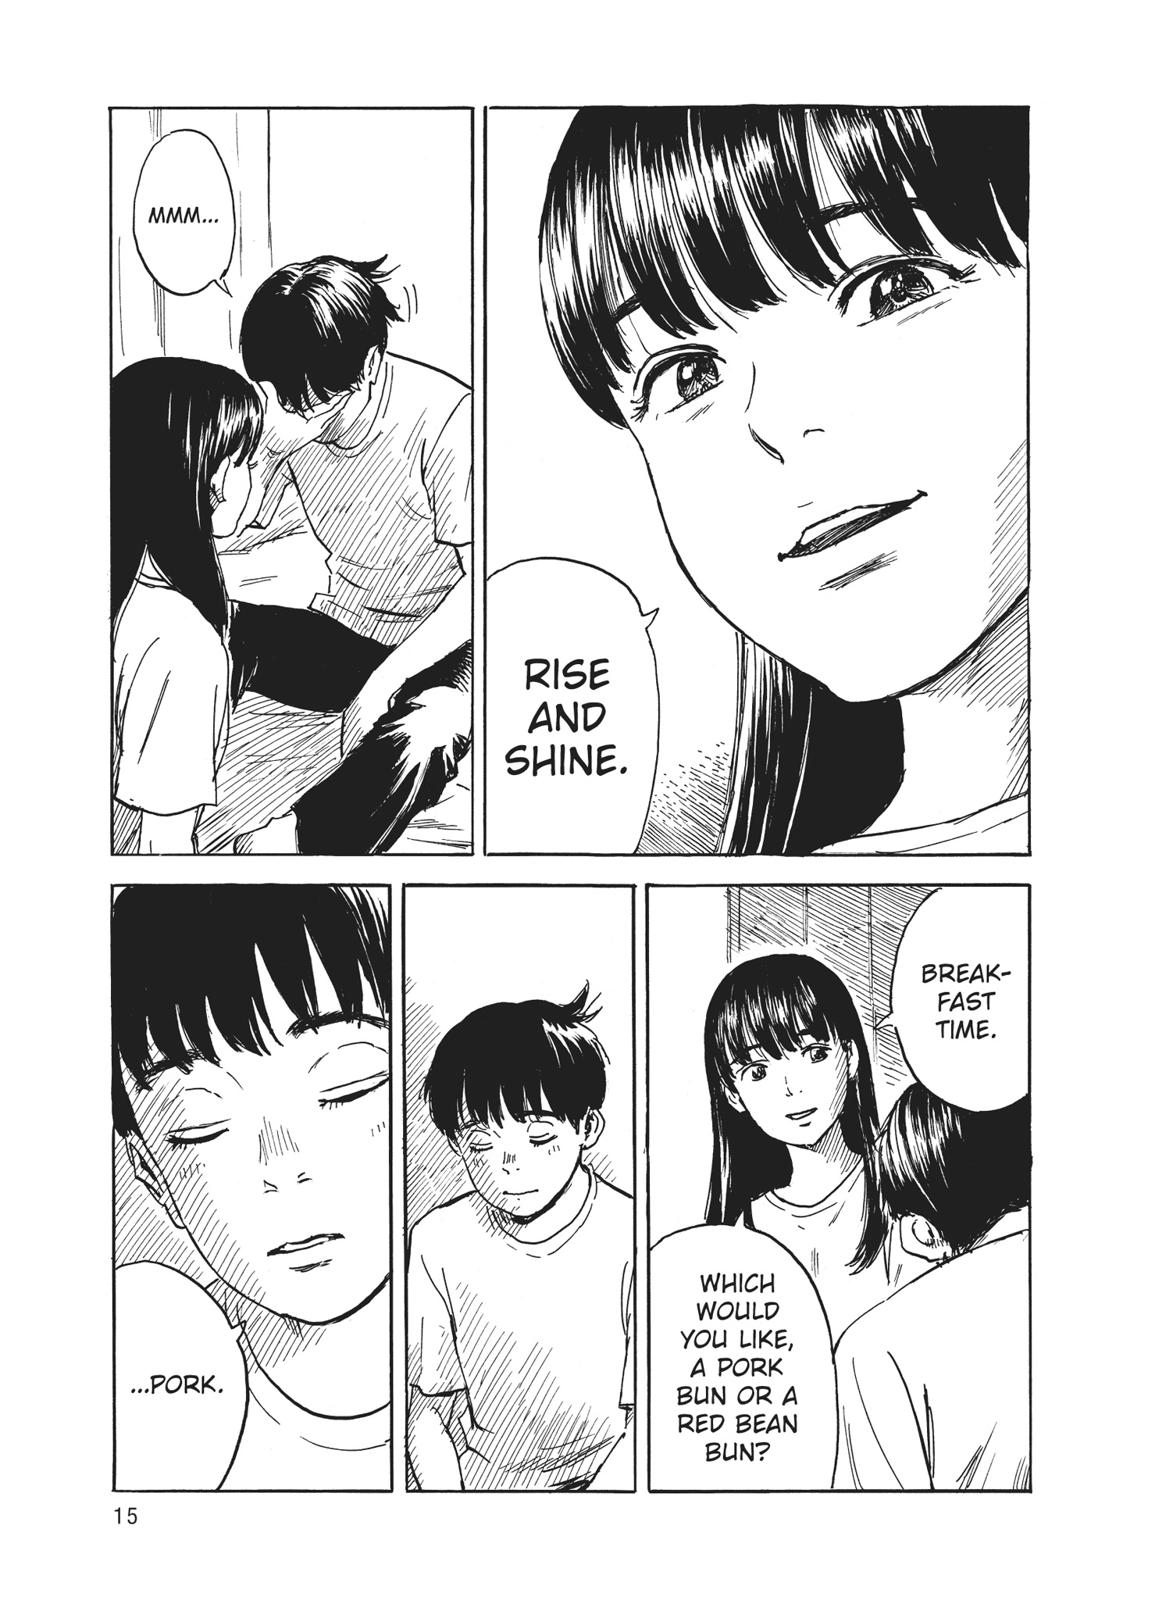 RISE
AND
SHINE.
MMM...
BREAK-
FAST
TIME.
WHICH
WOULD
YOU LIKE,
A PORK
BUN OR A
RED BEAN
BUN?
...PORK.
15